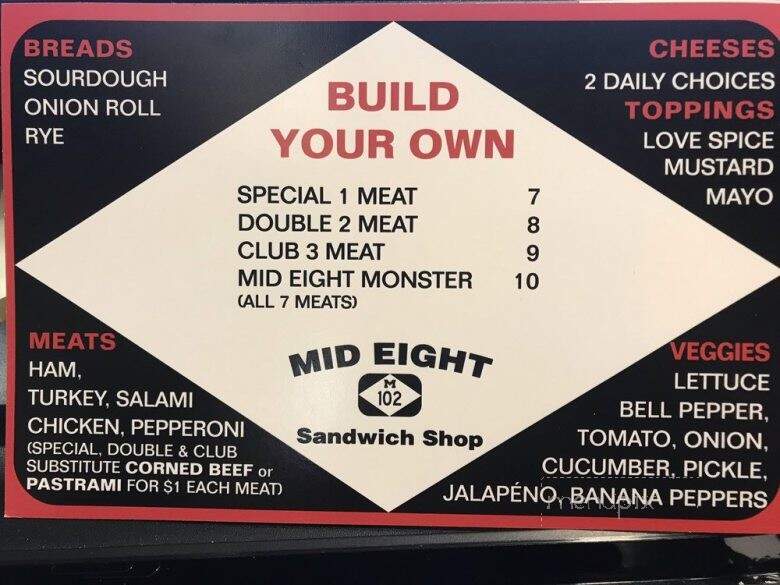 BREADS
SOURDOUGH
ONION ROLL
RYE
CHEESES
2 DAILY CHOICES
TOPPINGS
LOVE SPICE
MUSTARD
MAYO
BUILD
YOUR OWN
SPECIAL 1 MEAT 7
DOUBLE 2 MEAT 8
CLUB 3 MEAT 9
MID EIGHT MONSTER 10
(ALL 7 MEATS)
MEATS
HAM,
TURKEY, SALAMI
CHICKEN, PEPPERONI
(SPECIAL, DOUBLE & CLUB
SUBSTITUTE CORNED BEEF or
PASTRAMI FOR $1 EACH MEAT)
MID EIGHT
M
102
Sandwich Shop
VEGGIES
LETTUCE
BELL PEPPER,
TOMATO, ONION,
CUCUMBER, PICKLE,
JALAPÉNO, BANANA PEPPERS
menupix